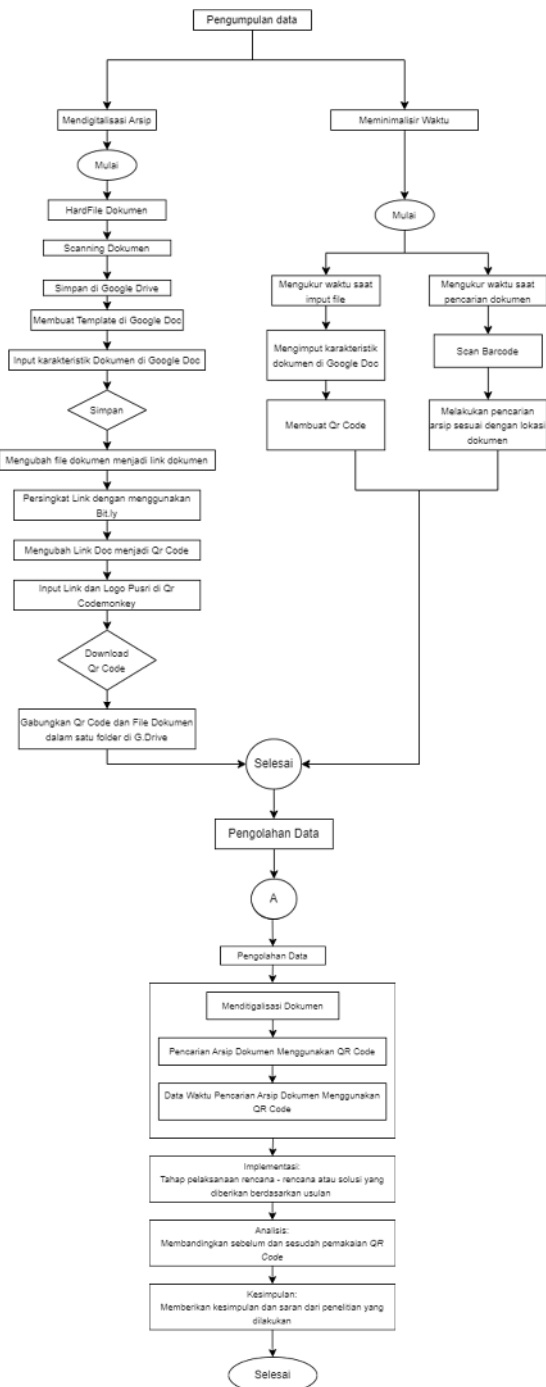 Pengumpulan data
Mendigitalisasi Arsip
Meminimalisir Waktu
Mulai
HardFile Dokumen
Scanning Dokumen
Simpan di Google Drive
Membuat Template di Google Doc
Input karakteristik Dokumen di Google Doc
Simpan
Mengubah file dokumen menjadi link dokumen
Persingkat Link dengan menggunakan
Bit.ly
Mengubah Link Doc menjadi Qr Code
Input Link dan Logo Pusri di Qr
Codemonkey
Download
Qr Code
Gabungkan Qr Code dan File Dokumen
dalam satu folder di G.Drive
Mulai
Mengukur waktu saat
imput file
Mengimput karakteristik
dokumen di Google Doc
Membuat Qr Code
Mengukur waktu saat
pencarian dokumen
Scan Barcode
Melakukan pencarian
arsip sesuai dengan lokasi
dokumen
Selesai
Pengolahan Data
A
Pengolahan Data
Menditigalisasi Dokumen
Pencarian Arsip Dokumen Menggunakan QR Code
Data Waktu Pencarian Arsip Dokumen Menggunakan
QR Code
Implementasi:
Tahap pelaksanaan rencana - rencana atau solusi yang
diberikan berdasarkan usulan
Analisis:
Membandingkan sebelum dan sesudah pemakaian QR
Code
Kesimpulan:
Memberikan kesimpulan dan saran dari penelitian yang
dilakukan
Selesai